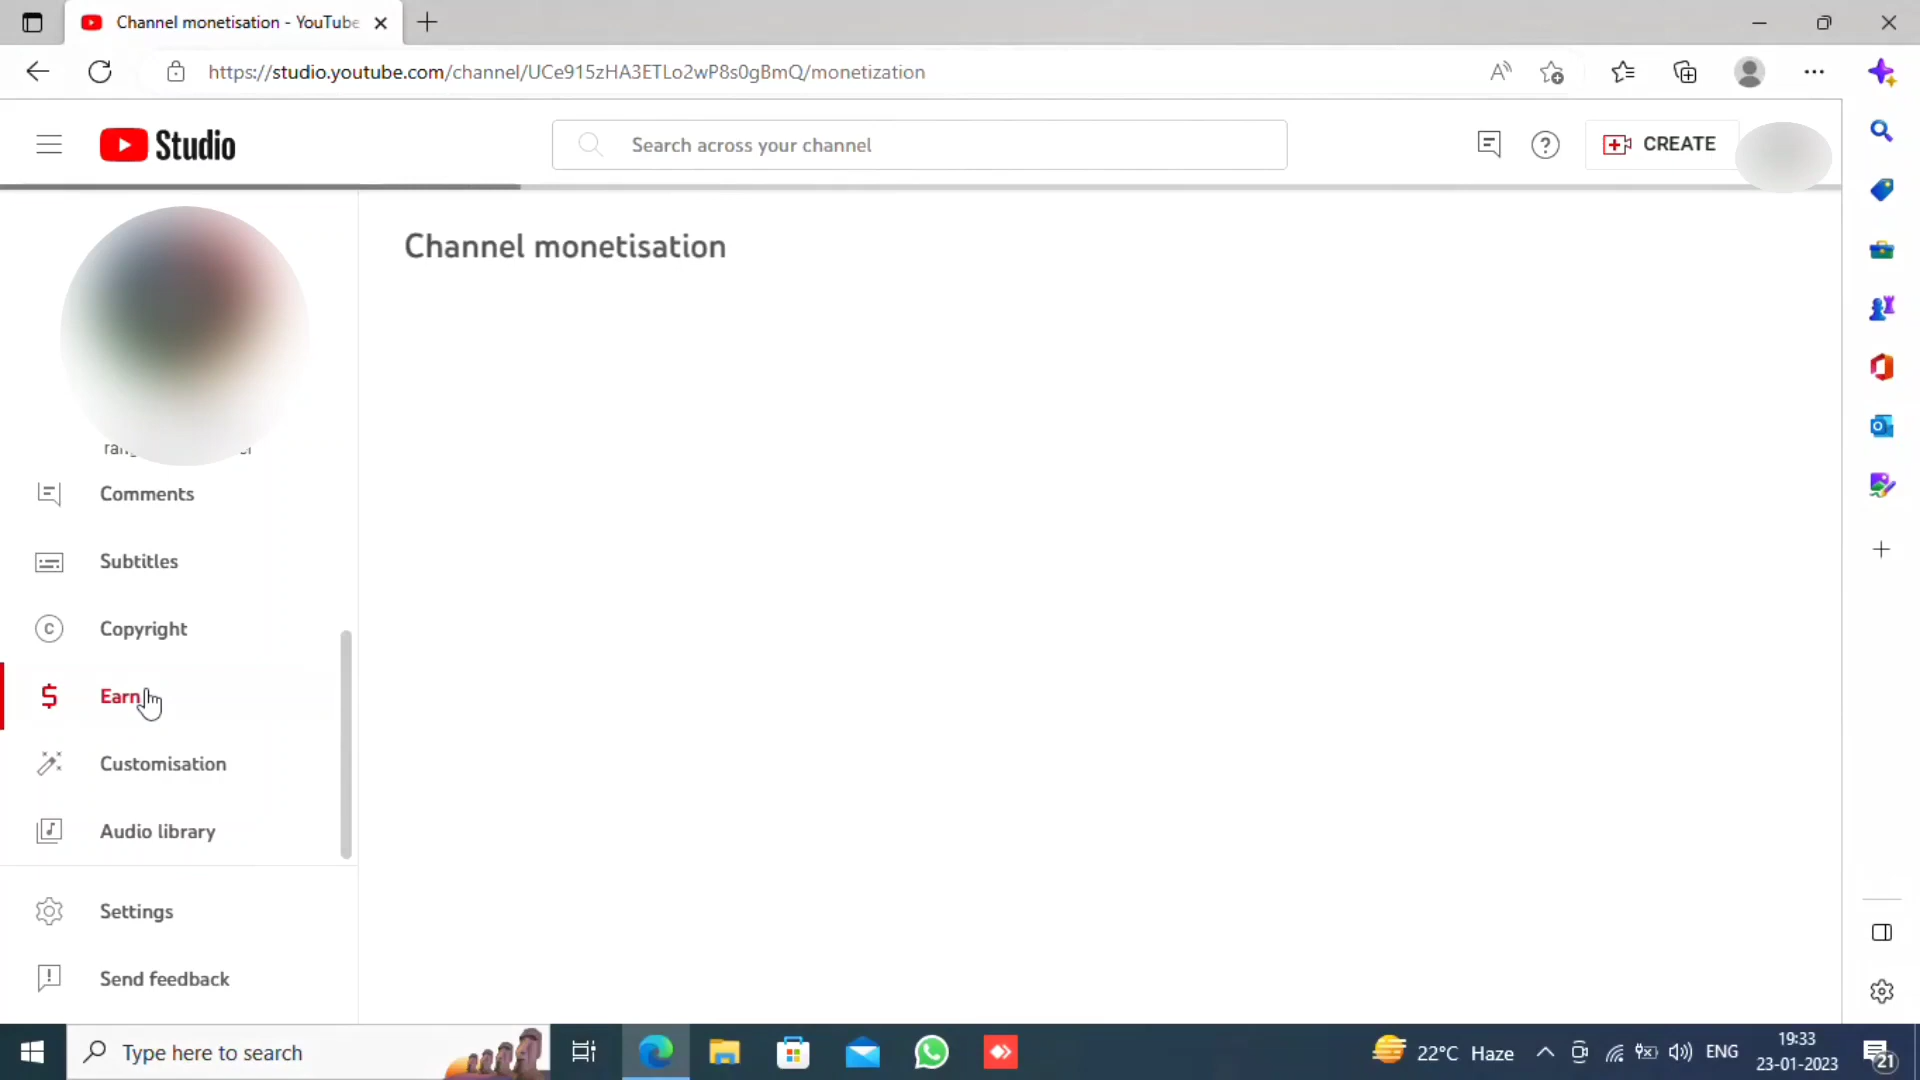 Channel monetisation - YouTube
https://studio.youtube.com/channel/UCe915zHA3ETLo2wP8s0gBmQ/monetization
Studio
Search across your channel
CREATE
Channel monetisation
Comments
Subtitles
Copyright
Earn
Customisation
Audio library
Settings
Send feedback
Type here to search
22°C Haze
ENG
19:33
23-01-2023
21